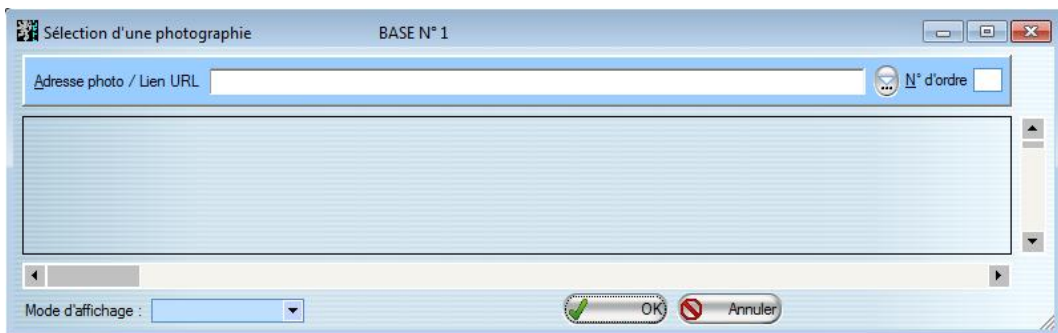 Sélection d'une photographie BASE N° 1
Adresse photo / Lien URL N° d'ordre
Mode d'affichage : OK Annuler